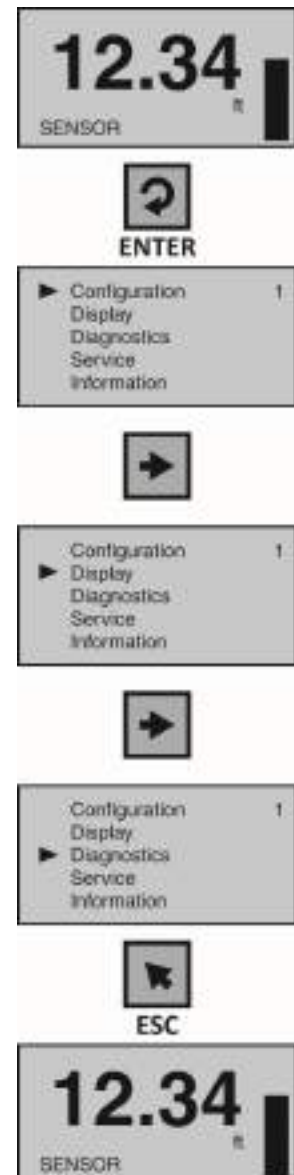 12.34
ft
SENSOR
ENTER
Configuration 1
Display
Diagnostics
Service
Information
Configuration 1
Display
Diagnostics
Service
Information
Configuration 1
Display
Diagnostics
Service
Information
ESC
12.34
ft
SENSOR